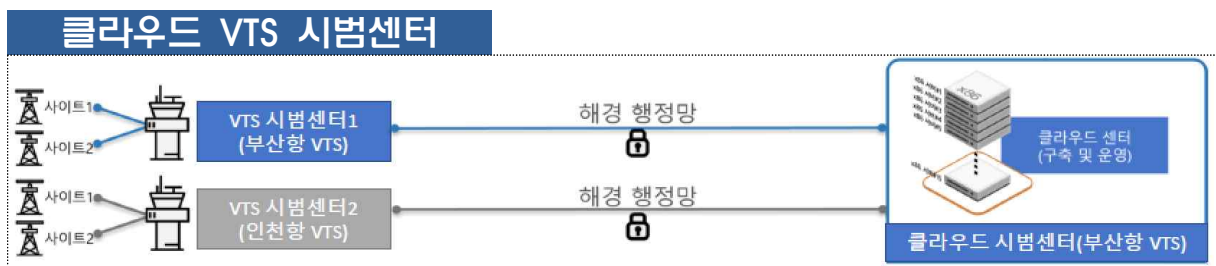 클라우드 VTS 시범센터
사이트1
사이트2
VTS 시범센터1
(부산항 VTS)
해경 행정망
사이트1
사이트2
VTS 시범센터2
(인천항 VTS)
해경 행정망
x86
클라우드 센터
(구축 및 운영)
클라우드 시범센터(부산항 VTS)